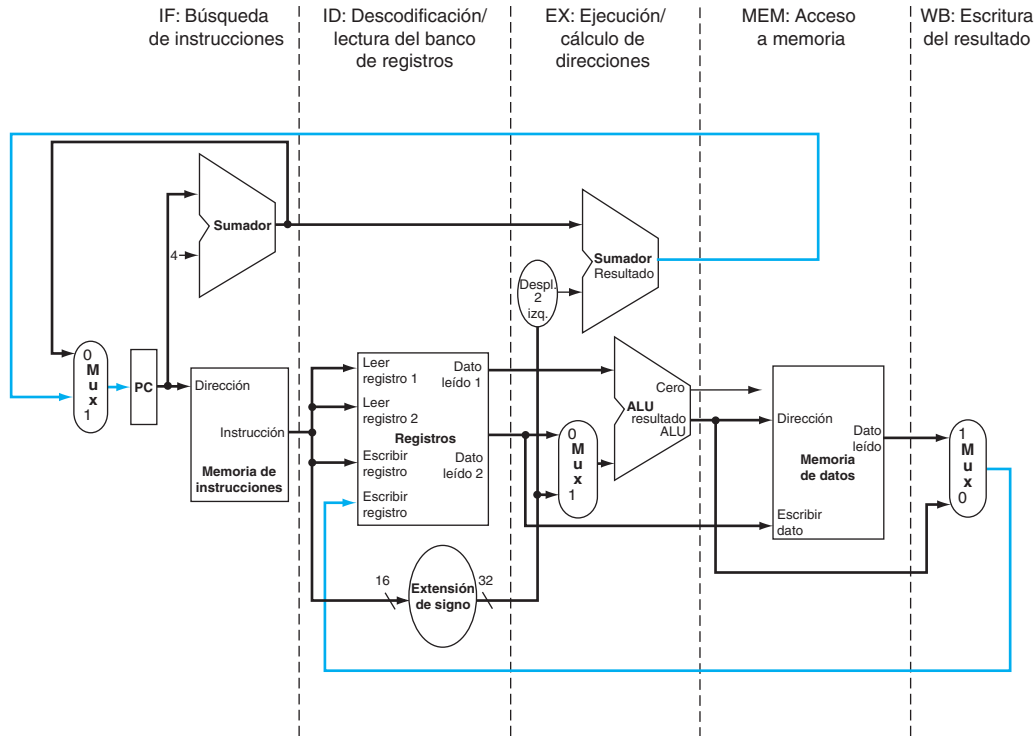 IF: Búsqueda
de instrucciones
ID: Descodificación/
lectura del banco
de registros
EX: Ejecución/
cálculo de
direcciones
MEM: Acceso
a memoria
WB: Escritura
del resultado
Sumador
4
Sumador
Resultado
Despl.
2
izq.
0
M
u
x
1
PC
Dirección
Instrucción
Memoria de
instrucciones
Leer
registro 1
Leer
registro 2
Escribir
registro
Escribir
registro
Registros
Dato
leído 1
Dato
leído 2
0
M
u
x
1
Cero
ALU
resultado
ALU
Dirección
Dato
leído
Memoria
de datos
Escribir
dato
1
M
u
x
0
16
Extensión
de signo
32